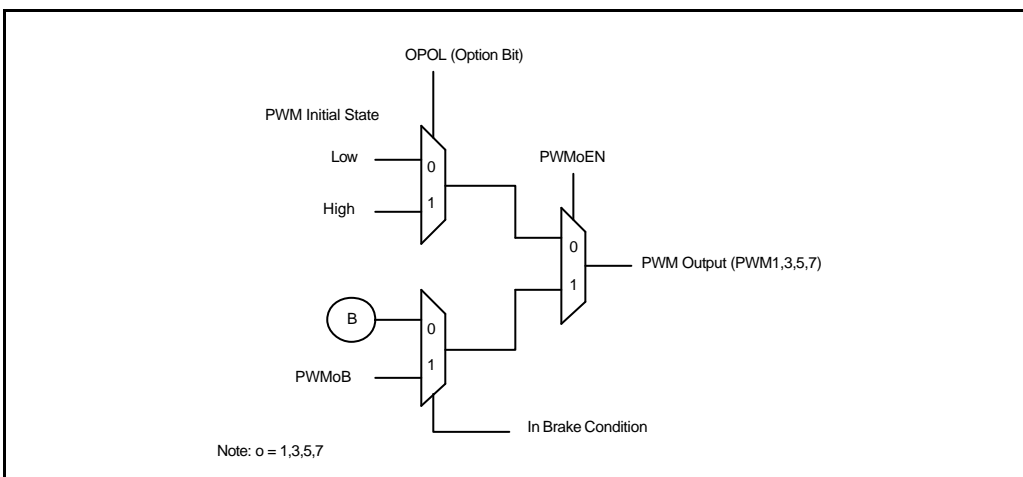 OPOL (Option Bit)
PWM Initial State
Low
0
High
1
PWMoEN
0
1
PWM Output (PWM1,3,5,7)
B
0
1
PWMoB
In Brake Condition
Note: o = 1,3,5,7